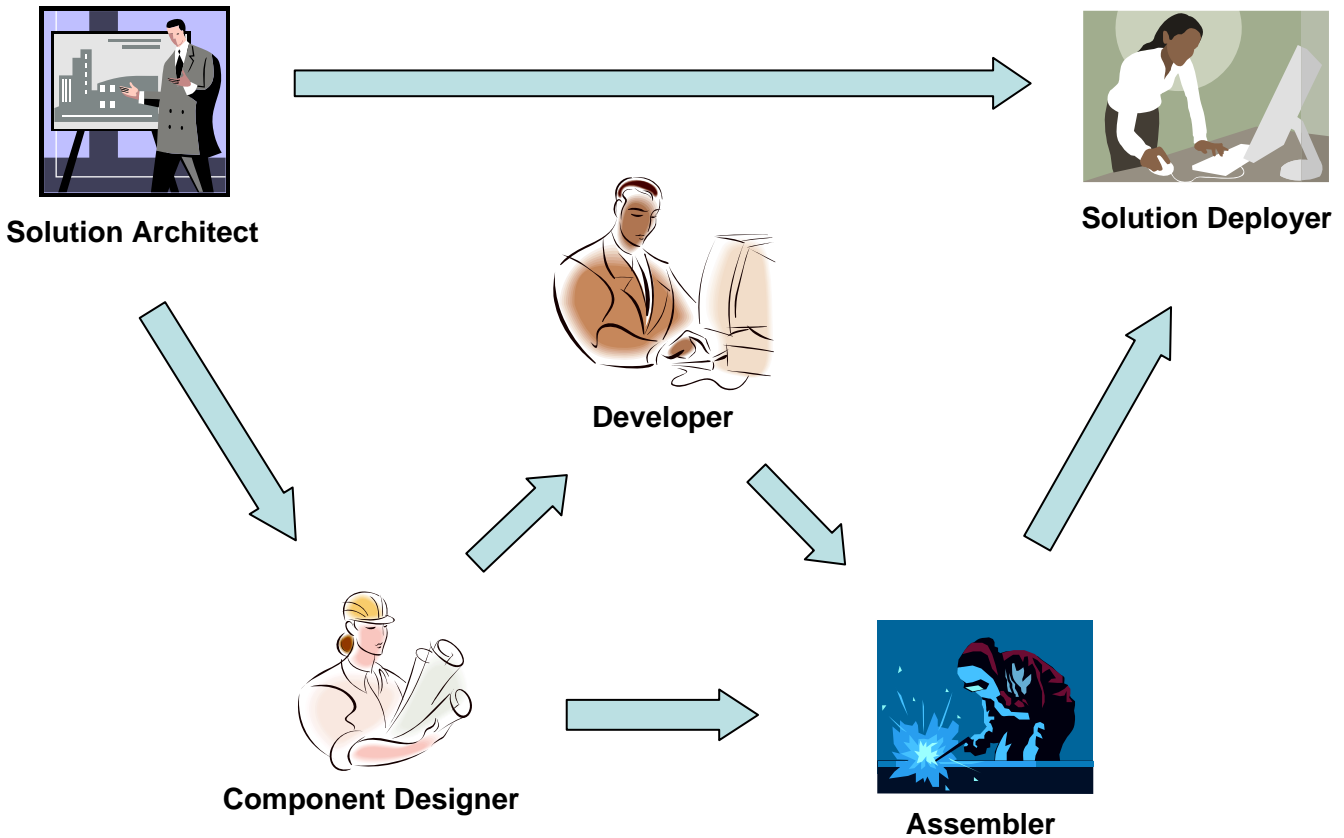 Solution Architect
Solution Deployer
Developer
Component Designer
Assembler